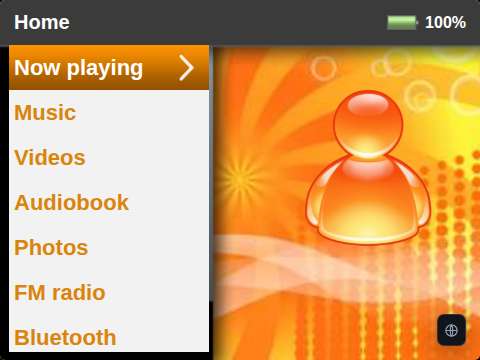 Home
100%
Now playing
Music
Videos
Audiobook
Photos
FM radio
Bluetooth